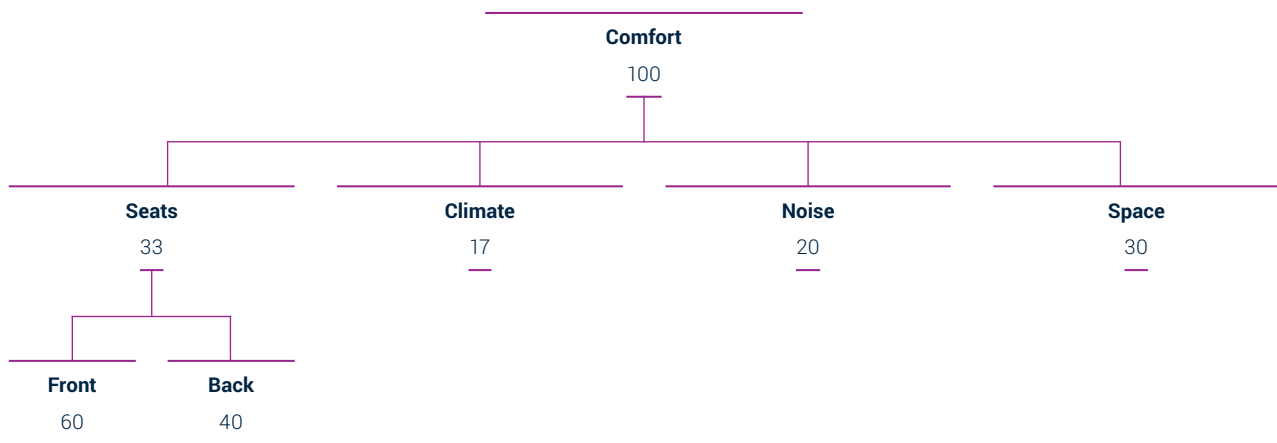 Comfort
100
Seats
Climate
Noise
Space
33
17
20
30
Front
Back
60
40